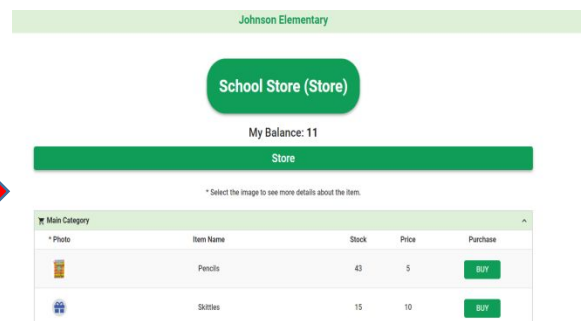 Johnson Elementary
School Store (Store)
My Balance: 11
Store
* Select the image to see more details about the item.
Main Category
* Photo Item Name Stock Price Purchase
Pencils 43 5 BUY
Skittles 15 10 BUY